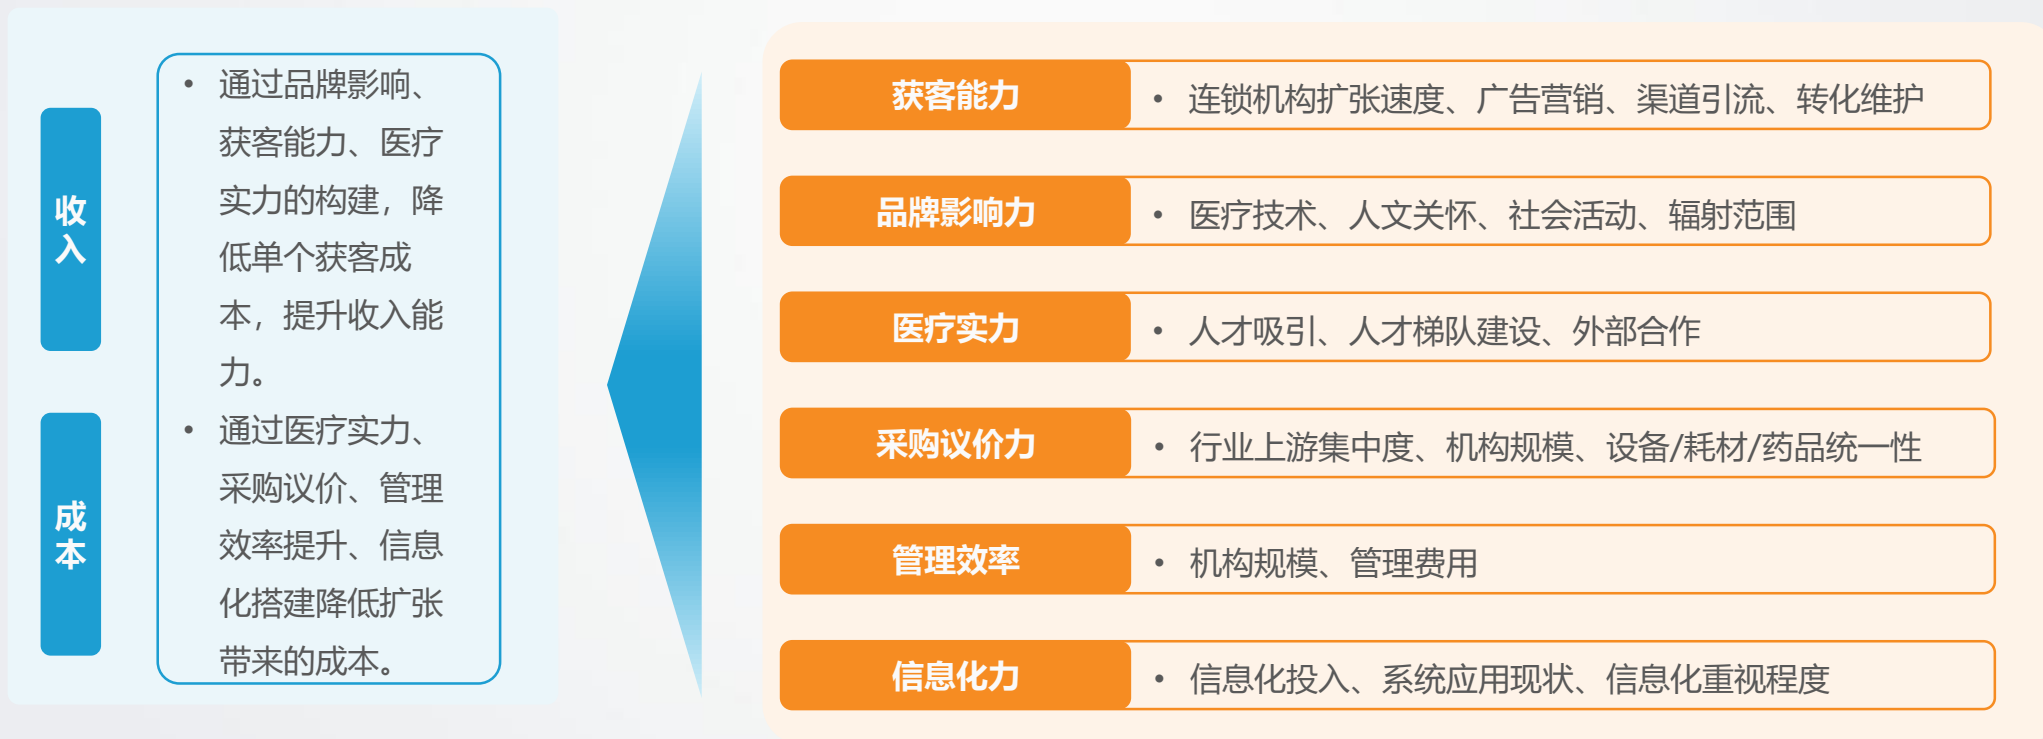 收入
• 通过品牌影响、
获客能力、医疗
实力的构建，降
低单个获客成
本，提升收入能
力。
成本
• 通过医疗实力、
采购议价、管理
效率提升、信息
化搭建降低扩张
带来的成本。
获客能力
• 连锁机构扩张速度、广告营销、渠道引流、转化维护
品牌影响力
• 医疗技术、人文关怀、社会活动、辐射范围
医疗实力
• 人才吸引、人才梯队建设、外部合作
采购议价力
• 行业上游集中度、机构规模、设备/耗材/药品统一性
管理效率
• 机构规模、管理费用
信息化力
• 信息化投入、系统应用现状、信息化重视程度